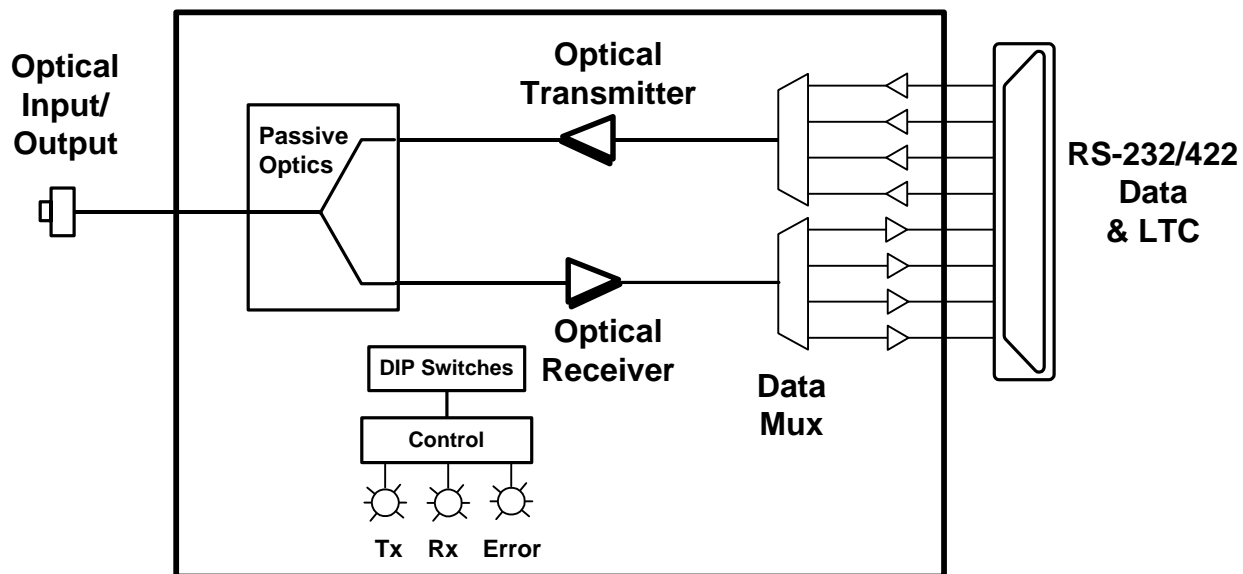 Optical
Input/
Output
Passive
Optics
Optical
Transmitter
RS-232/422
Data
& LTC
Optical
Receiver
Data
Mux
DIP Switches
Control
Tx Rx Error